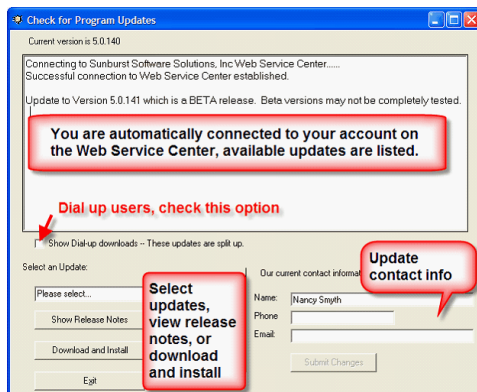 Check for Program Updates
Current version is 5.0.140
Connecting to Sunburst Software Solutions, Inc Web Service Center......
Successful connection to Web Service Center established.
Update to Version 5.0.141 which is a BETA release. Beta versions may not be completely tested.
You are automatically connected to your account on
the Web Service Center, available updates are listed.
Dial up users, check this option
Show Dial-up downloads -- These updates are split up.
Select an Update:
Please select...
Show Release Notes
Download and Install
Exit
Select
updates,
view release
notes, or
download
and install
Our current contact informat
Update
contact info
Name: Nancy Smyth
Phone
Email:
Submit Changes